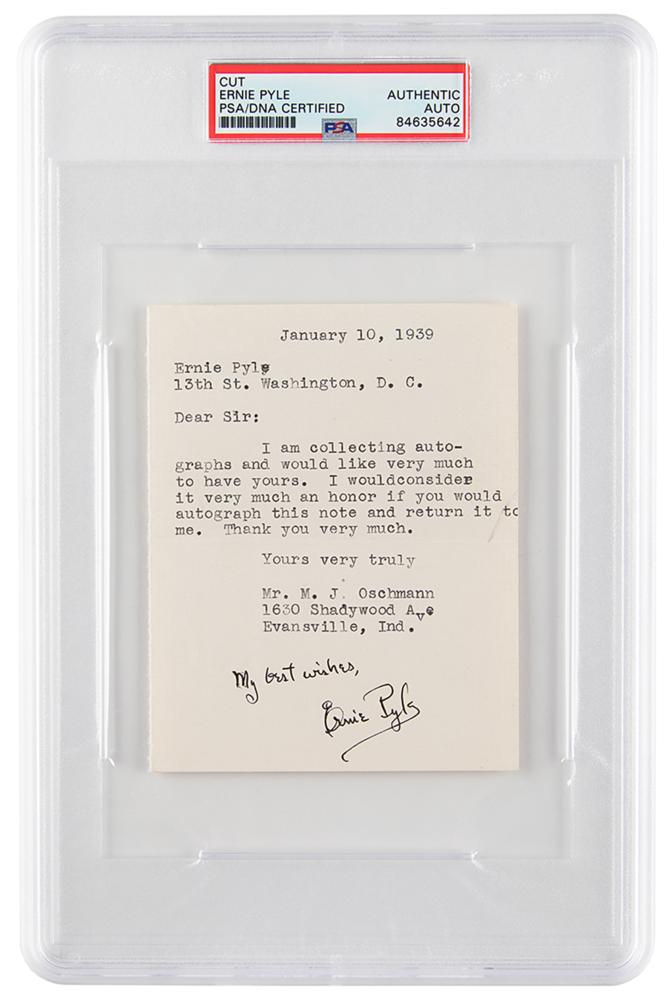 CUT
ERNIE PYLE
PSA/DNA CERTIFIED
AUTHENTIC
AUTO
84635642
PSA
January 10, 1939
Ernie Pyle
13th St. Washington, D. C.
Dear Sir:
I am collecting auto-
graphs and would like very much
to have yours. I wouldconsider
it very much an honor if you would
autograph this note and return it to
me. Thank you very much.
Yours very truly
Mr. M. J. Oschmann
1630 Shadywood Ave
Evansville, Ind.
My best wishes,
Ernie Pyle